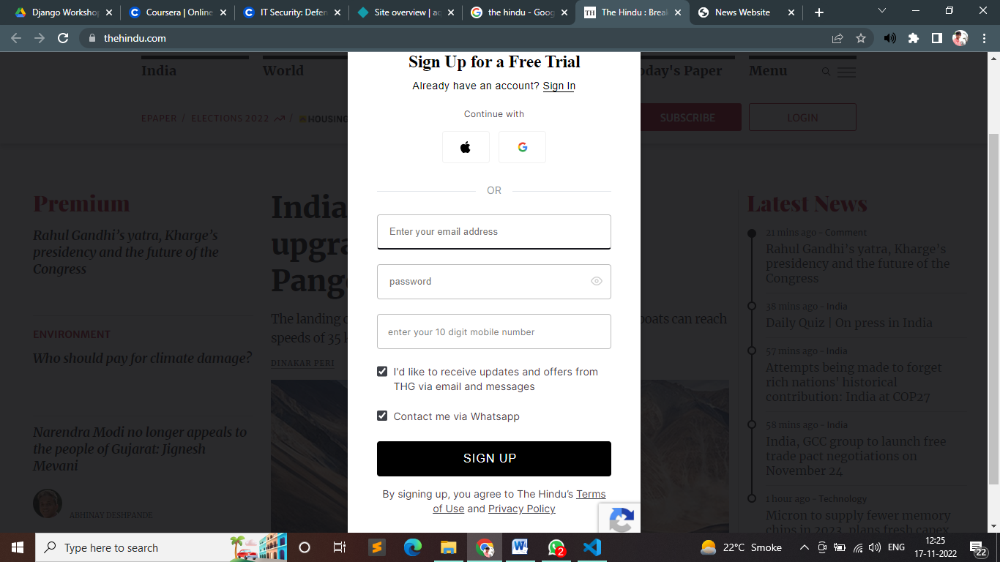 Django Workshop
Coursera | Online
IT Security: Defen
Site overview | aq
the hindu - Goog
The Hindu : Break
News Website
thehindu.com
India
World
Today's Paper
Menu
EPAPER / ELECTIONS 2022 /
HOUSING
SUBSCRIBE
LOGIN
Sign Up for a Free Trial
Already have an account? Sign In
Continue with
OR
Enter your email address
password
enter your 10 digit mobile number
I'd like to receive updates and offers from
THG via email and messages
Contact me via Whatsapp
SIGN UP
By signing up, you agree to The Hindu’s Terms
of Use and Privacy Policy
Premium
Rahul Gandhi’s yatra, Kharge’s
presidency and the future of the
Congress
ENVIRONMENT
Who should pay for climate damage?
Narendra Modi no longer appeals to
the people of Gujarat: Jignesh
Mevani
ABHINAY DESHPANDE
India
upgra
Pango
The landing c
boats can reach
speeds of 35 k
DINAKAR PERI
Latest News
21 mins ago - Comment
Rahul Gandhi's yatra, Kharge's
presidency and the future of the
Congress
38 mins ago - India
Daily Quiz | On press in India
57 mins ago - India
Attempts being made to forget
rich nations' historical
contribution: India at COP27
58 mins ago - India
India, GCC group to launch free
trade pact negotiations on
November 24
1 hour ago - Technology
Micron to supply fewer memory
chips in 2023, plans fresh capex
Type here to search
2
22°C Smoke
ENG
12:25
17-11-2022
22